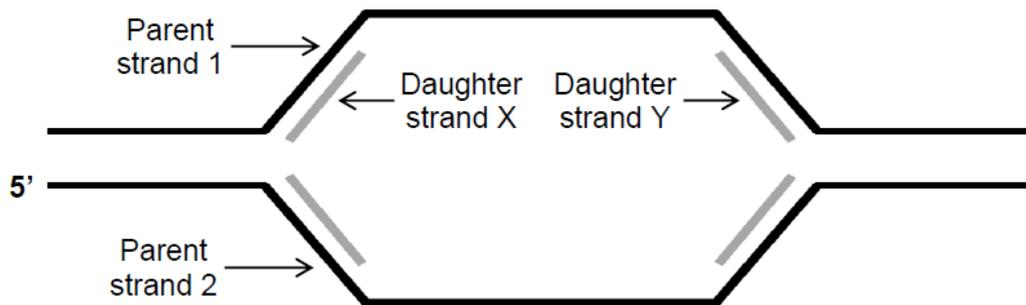 Parent
strand 1
Daughter
strand X
Daughter
strand Y
5'
Parent
strand 2